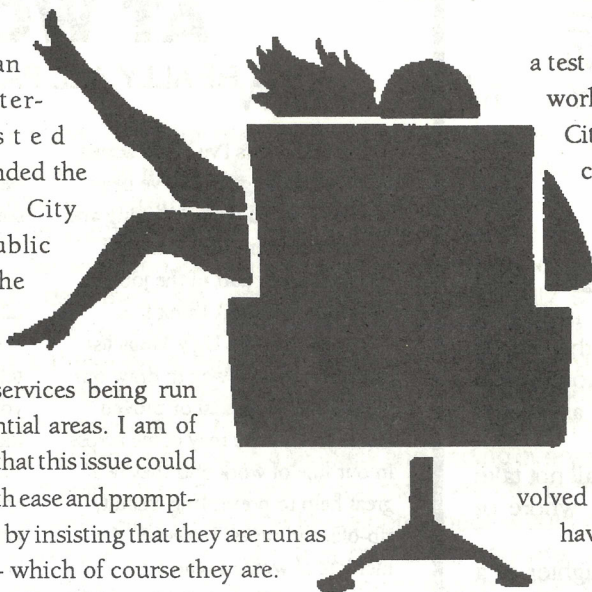 an
ter-
sted
nded the
City
ublic
he
services being run
ntial areas. I am of
that this issue could
th ease and prompt-
by insisting that they are run as
- which of course they are.
a test
work
Cit
c
volved
hav